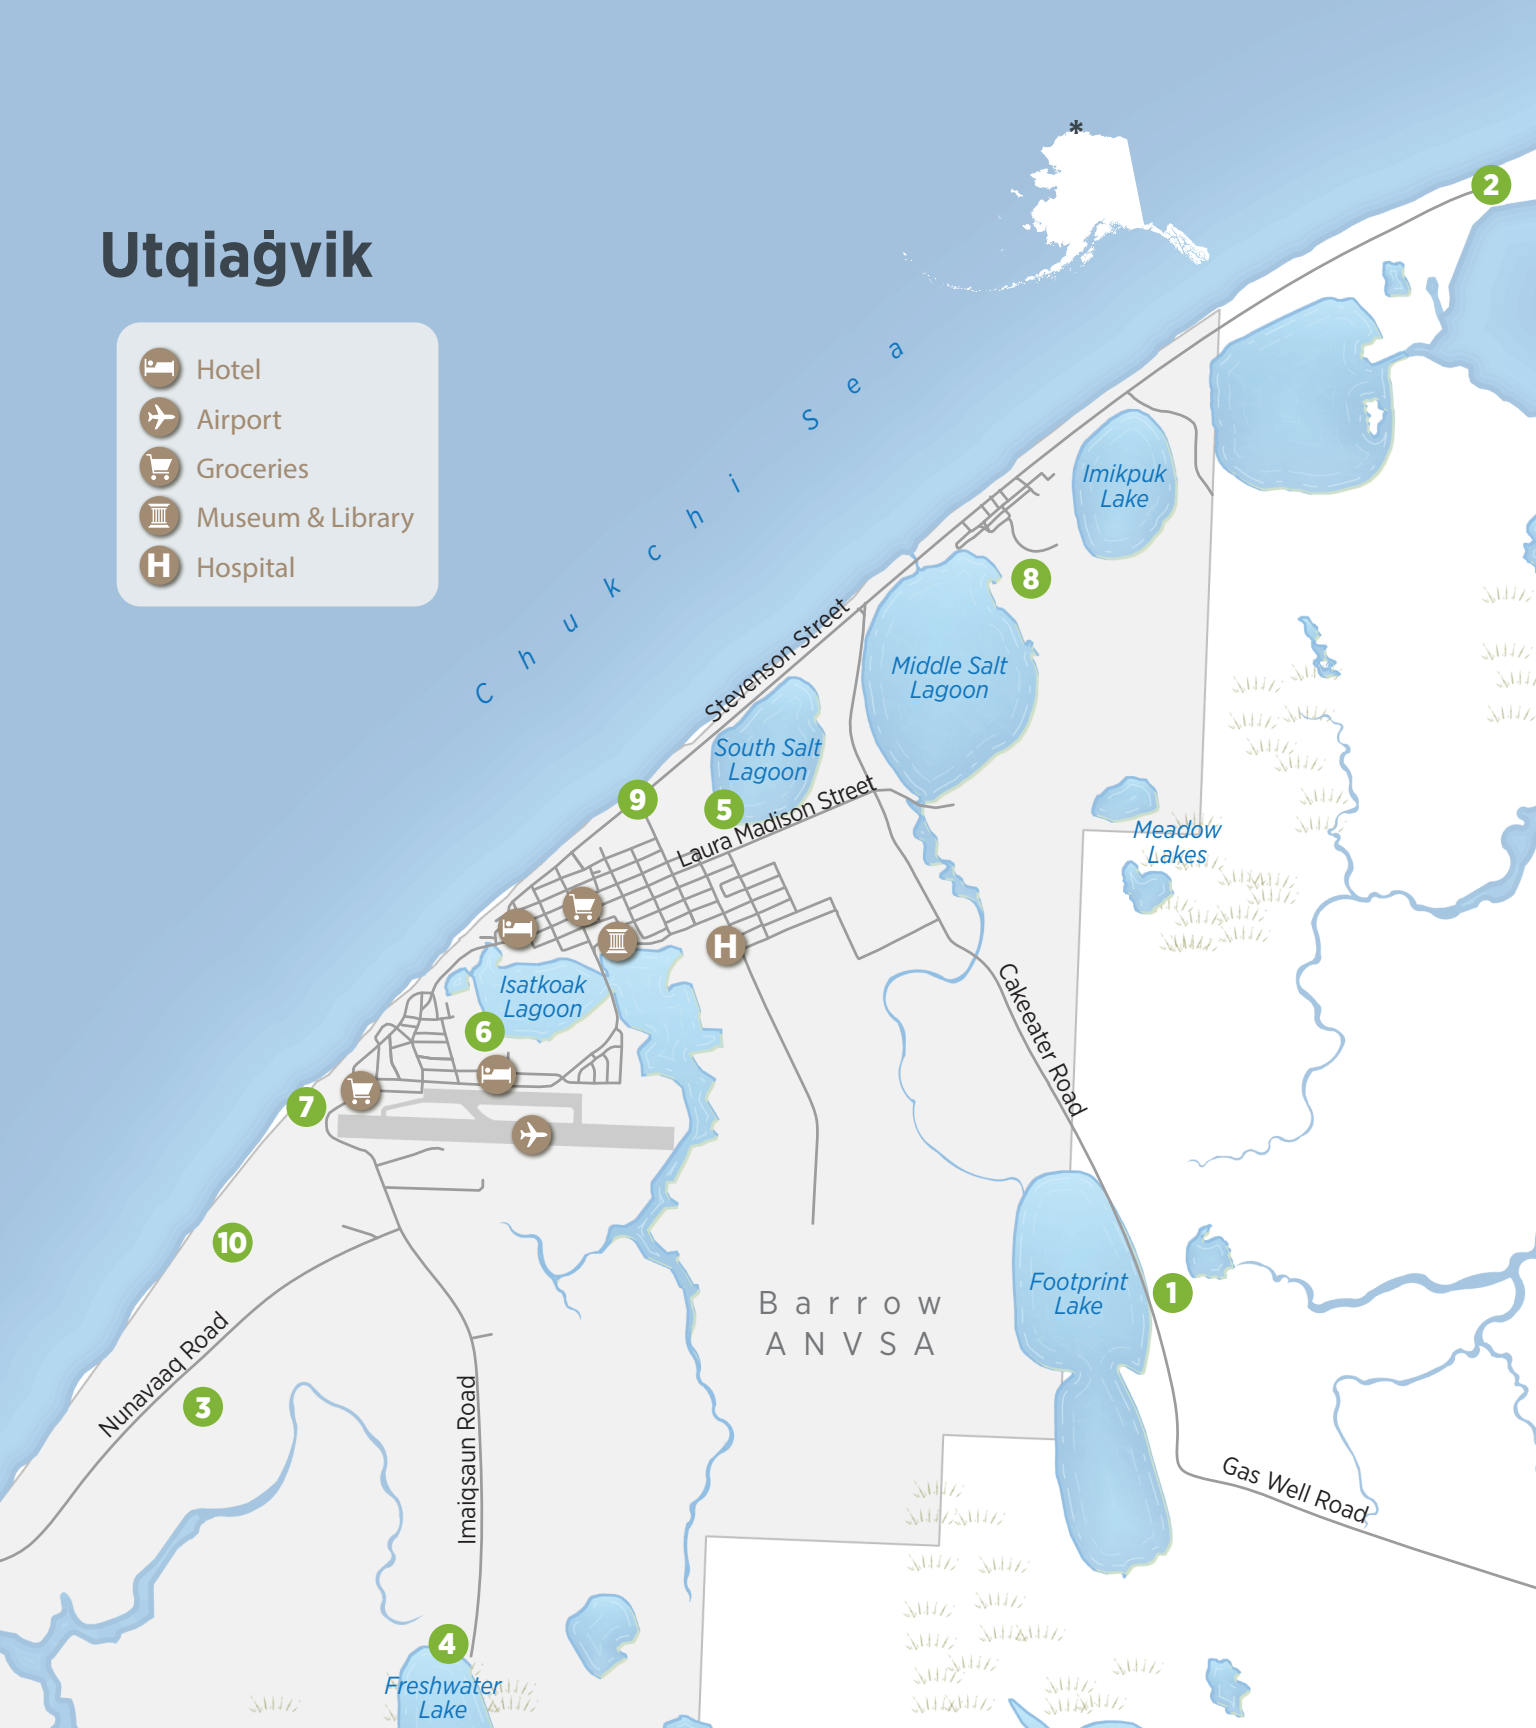 *
2
Utqiaġvik
Hotel
Airport
Groceries
Museum & Library
H Hospital
Chukchi Sea
Imikpuk
Lake
8
Stevenson Street
Middle Salt
Lagoon
South Salt
Lagoon
9
5
Laura Madison Street
Meadow
Lakes
H
Isatkoak
Lagoon
6
Cakeeater Road
7
10
Footprint
Lake
1
Barrow
ANVSA
Nunavaaq Road
3
Imaiqsaun Road
Gas Well Road
4
Freshwater
Lake